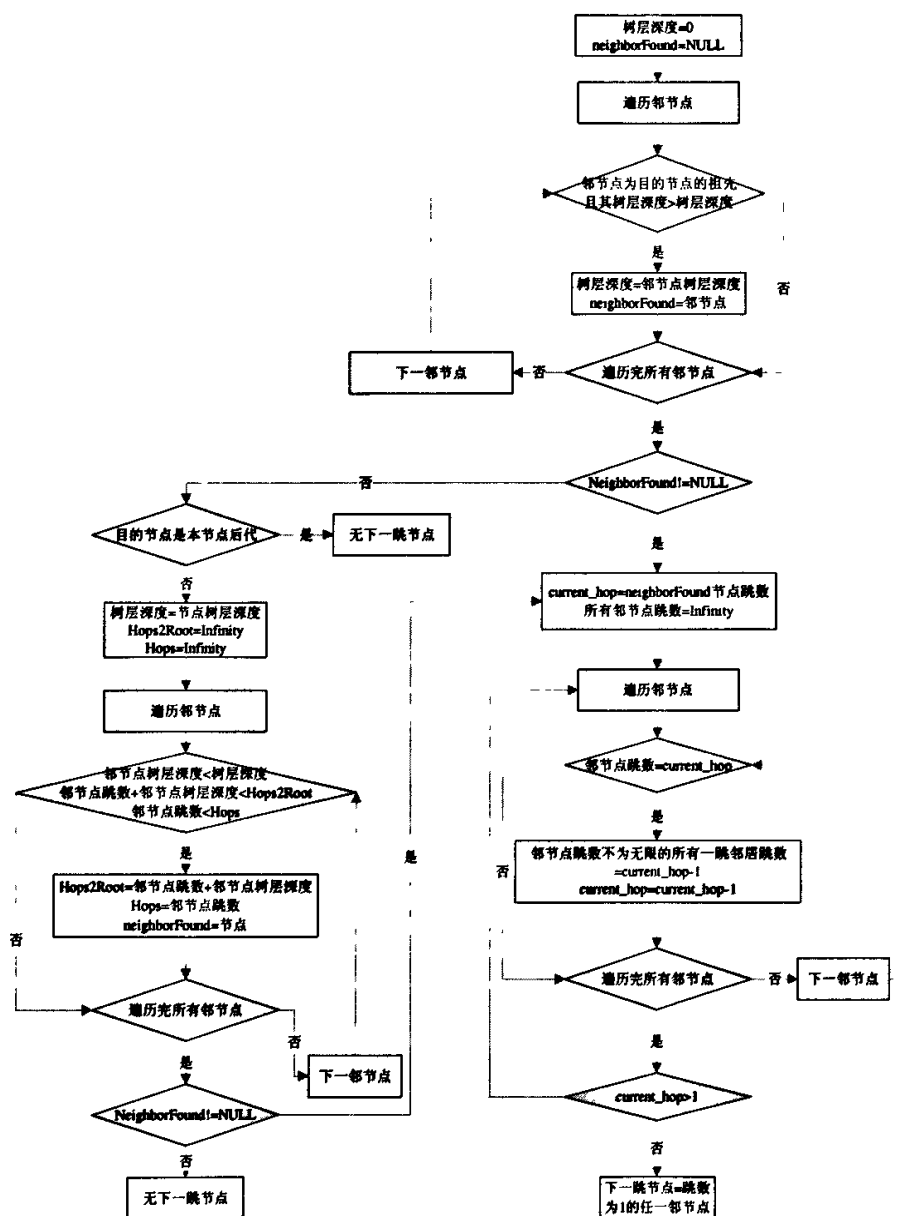 树层深度=0
neighborFound=NULL
遍历邻节点
邻节点为目的节点的祖先
且其树层深度>树层深度
是
否
树层深度=邻节点树层深度
neighborFound=邻节点
下一邻节点
否
遍历完所有邻节点
是
否
NeighborFound!=NULL
目的节点是本节点后代
是
无下一跳节点
是
否
current_hop=neighborFound节点跳数
所有邻节点跳数=Infinity
树层深度=节点树层深度
Hops2Root=Infinity
Hops=Infinity
遍历邻节点
遍历邻节点
邻节点跳数=current_hop
邻节点树层深度<树层深度
邻节点跳数+邻节点树层深度<Hops2Root
邻节点跳数<Hops
是
是
是
否
邻节点跳数不为无限的所有一跳邻居跳数
=current_hop-1
current_hop=current_hop-1
Hops2Root=邻节点跳数+邻节点树层深度
Hops=邻节点跳数
neighborFound=节点
否
遍历完所有邻节点
否
下一邻节点
遍历完所有邻节点
否
是
是
下一邻节点
current_hop>1
NeighborFound!=NULL
否
否
无下一跳节点
下一跳节点=跳数
为1的任一邻节点